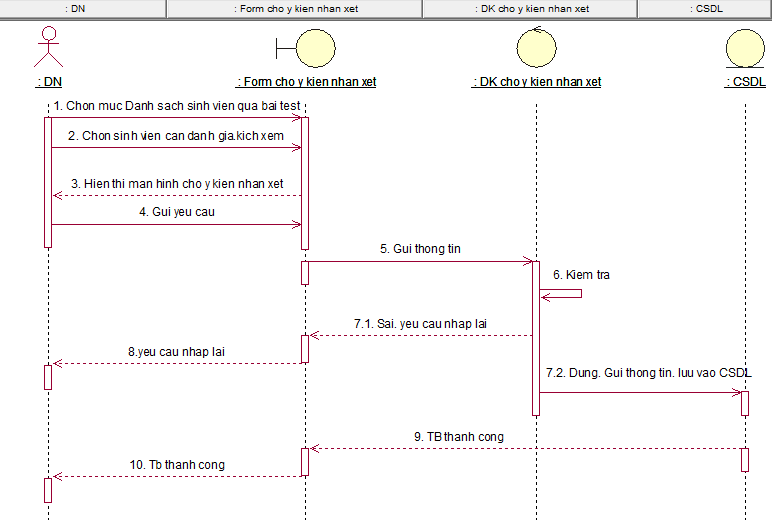 : DN
: Form cho y kien nhan xet
: DK cho y kien nhan xet
: CSDL
: DN
: Form cho y kien nhan xet
: DK cho y kien nhan xet
: CSDL
1. Chon muc Danh sach sinh vien qua bai test
2. Chon sinh vien can danh gia.kich xem
3. Hien thi man hinh cho y kien nhan xet
4. Gui yeu cau
5. Gui thong tin
6. Kiem tra
7.1. Sai. yeu cau nhap lai
8.yeu cau nhap lai
7.2. Dung. Gui thong tin. luu vao CSDL
9. TB thanh cong
10. Tb thanh cong